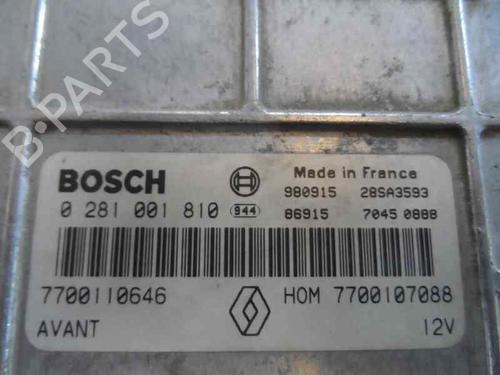 B-PARTS
BOSCH
Made in France
980915 28SA3593
0 281 001 810 944 86915 7045 0888
7700110646 HOM 7700107088
AVANT 12V